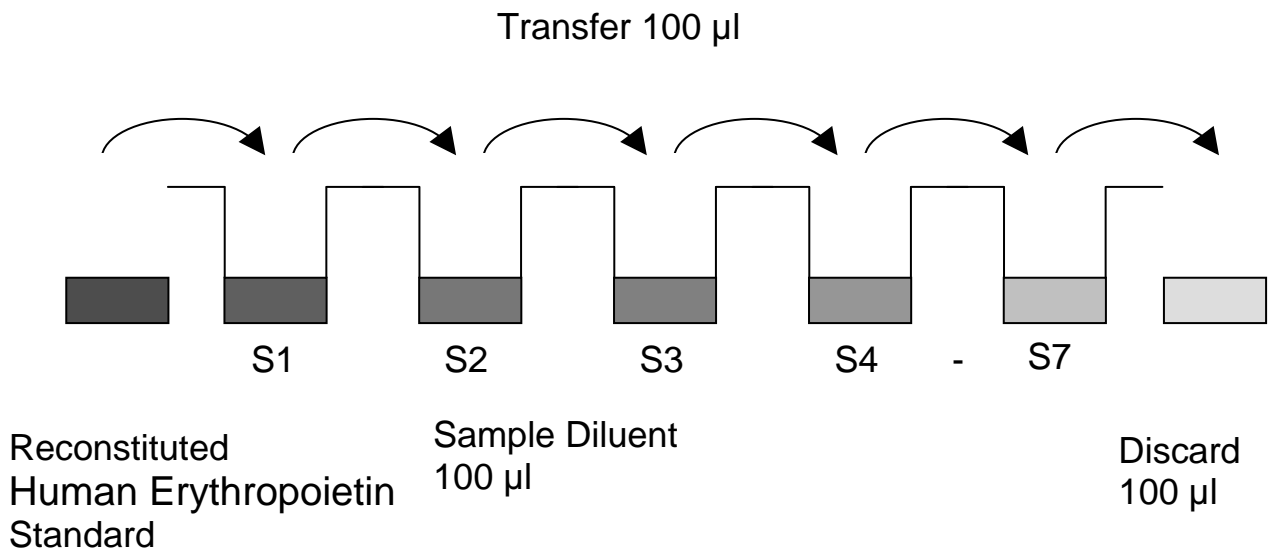 Transfer 100 µl
S1 S2 S3 S4 - S7
Reconstituted
Human Erythropoietin
Standard
Sample Diluent
100 µl
Discard
100 µl